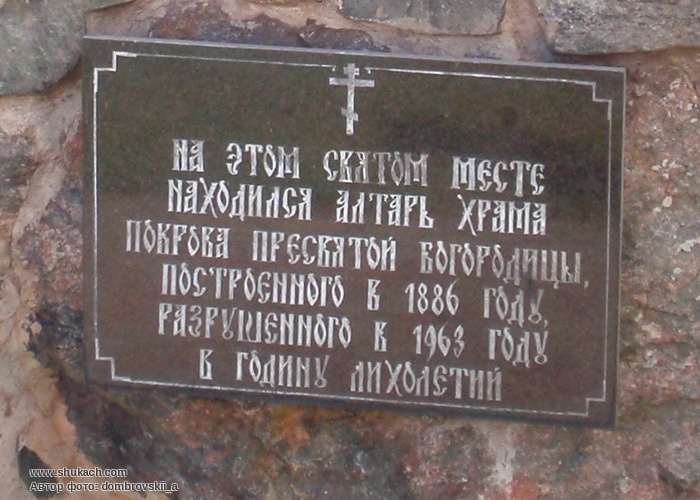 НА ЭТОМ СВЯТОМ МЕСТЕ
НАХОДИЛСЯ АЛТАРЬ ХРАМА
ПОКРОВА ПРЕСВЯТОЙ БОГОРОДИЦЫ,
ПОСТРОЕННОГО В 1886 ГОДУ,
РАЗРУШЕННОГО В 1963 ГОДУ
В ГОДИНУ ЛИХОЛЕТИЙ
www.shukach.com
Автор фото: dombrovskii_a